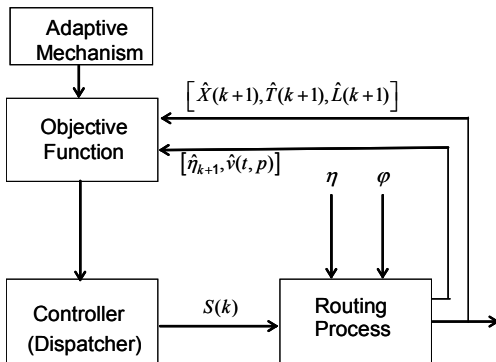 Adaptive
Mechanism
[X̂(k+1),T̂(k+1),L̂(k+1)]
Objective
Function
[η̂ₖ₊₁,ν̂(t,p)]
η φ
Controller
(Dispatcher)
S(k)
Routing
Process